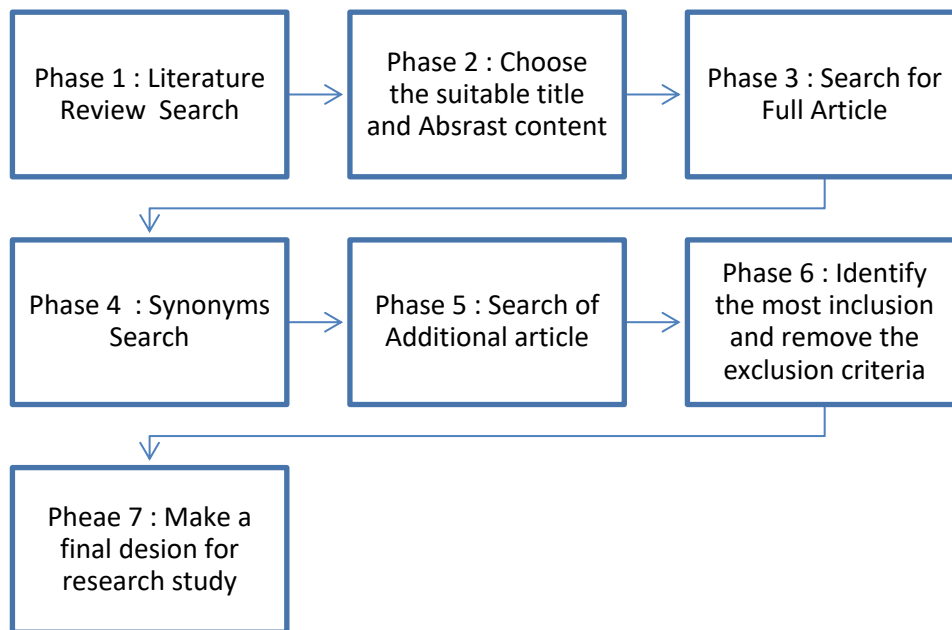 Phase 1 : Literature
Review Search
Phase 2 : Choose
the suitable title
and Absrast content
Phase 3 : Search for
Full Article
Phase 4 : Synonyms
Search
Phase 5 : Search of
Additional article
Phase 6 : Identify
the most inclusion
and remove the
exclusion criteria
Pheae 7 : Make a
final desion for
research study